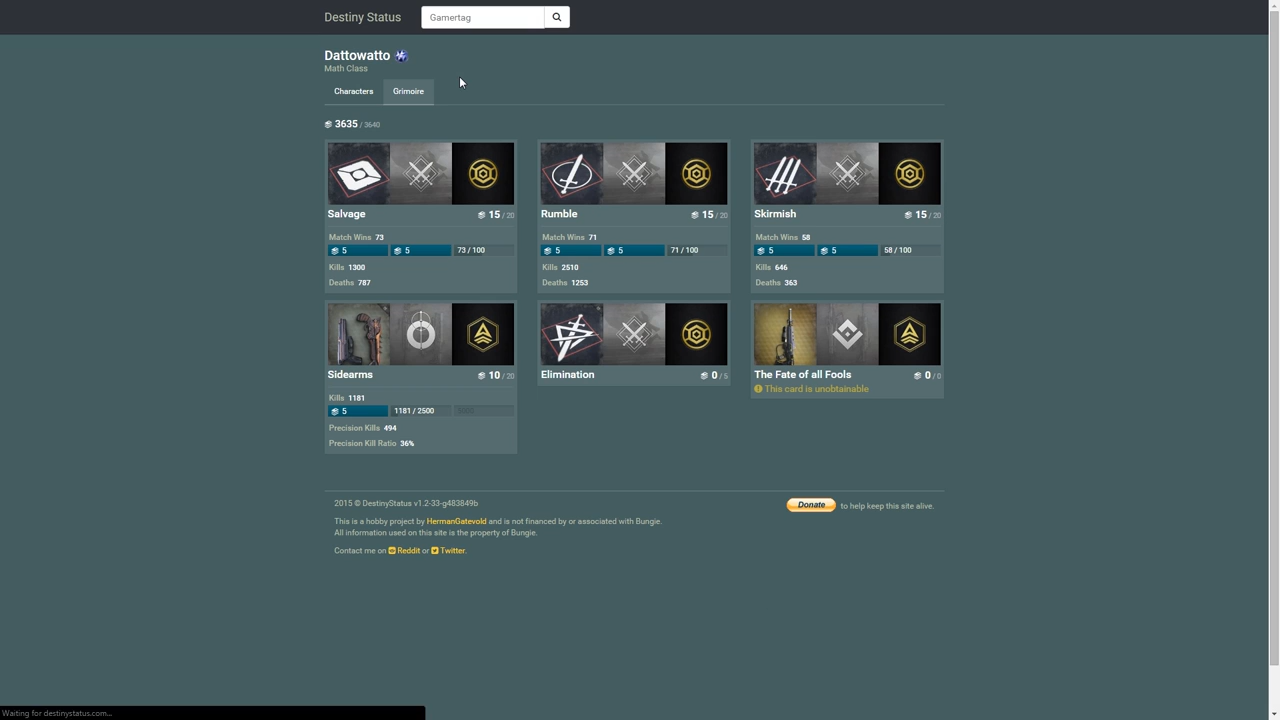 Destiny Status
Gamertag
Dattowatto
Math Class
Characters
Grimoire
3635 / 3640
Salvage 15 / 20
Match Wins 73
5 5 73 / 100
Kills 1300
Deaths 787
Rumble 15 / 20
Match Wins 71
5 5 71 / 100
Kills 2510
Deaths 1253
Skirmish 15 / 20
Match Wins 58
5 5 58 / 100
Kills 646
Deaths 363
Sidearms 10 / 20
Kills 1181
5 1181 / 2500
Precision Kills 494
Precision Kill Ratio 36%
Elimination 0 / 5
The Fate of all Fools 0 / 0
This card is unobtainable
2015 © DestinyStatus v1.2-33-g483849b
Donate to help keep this site alive.
This is a hobby project by HermanGatevold and is not financed by or associated with Bungie.
All information used on this site is the property of Bungie.
Contact me on Reddit or Twitter.
Waiting for destinystatus.com...